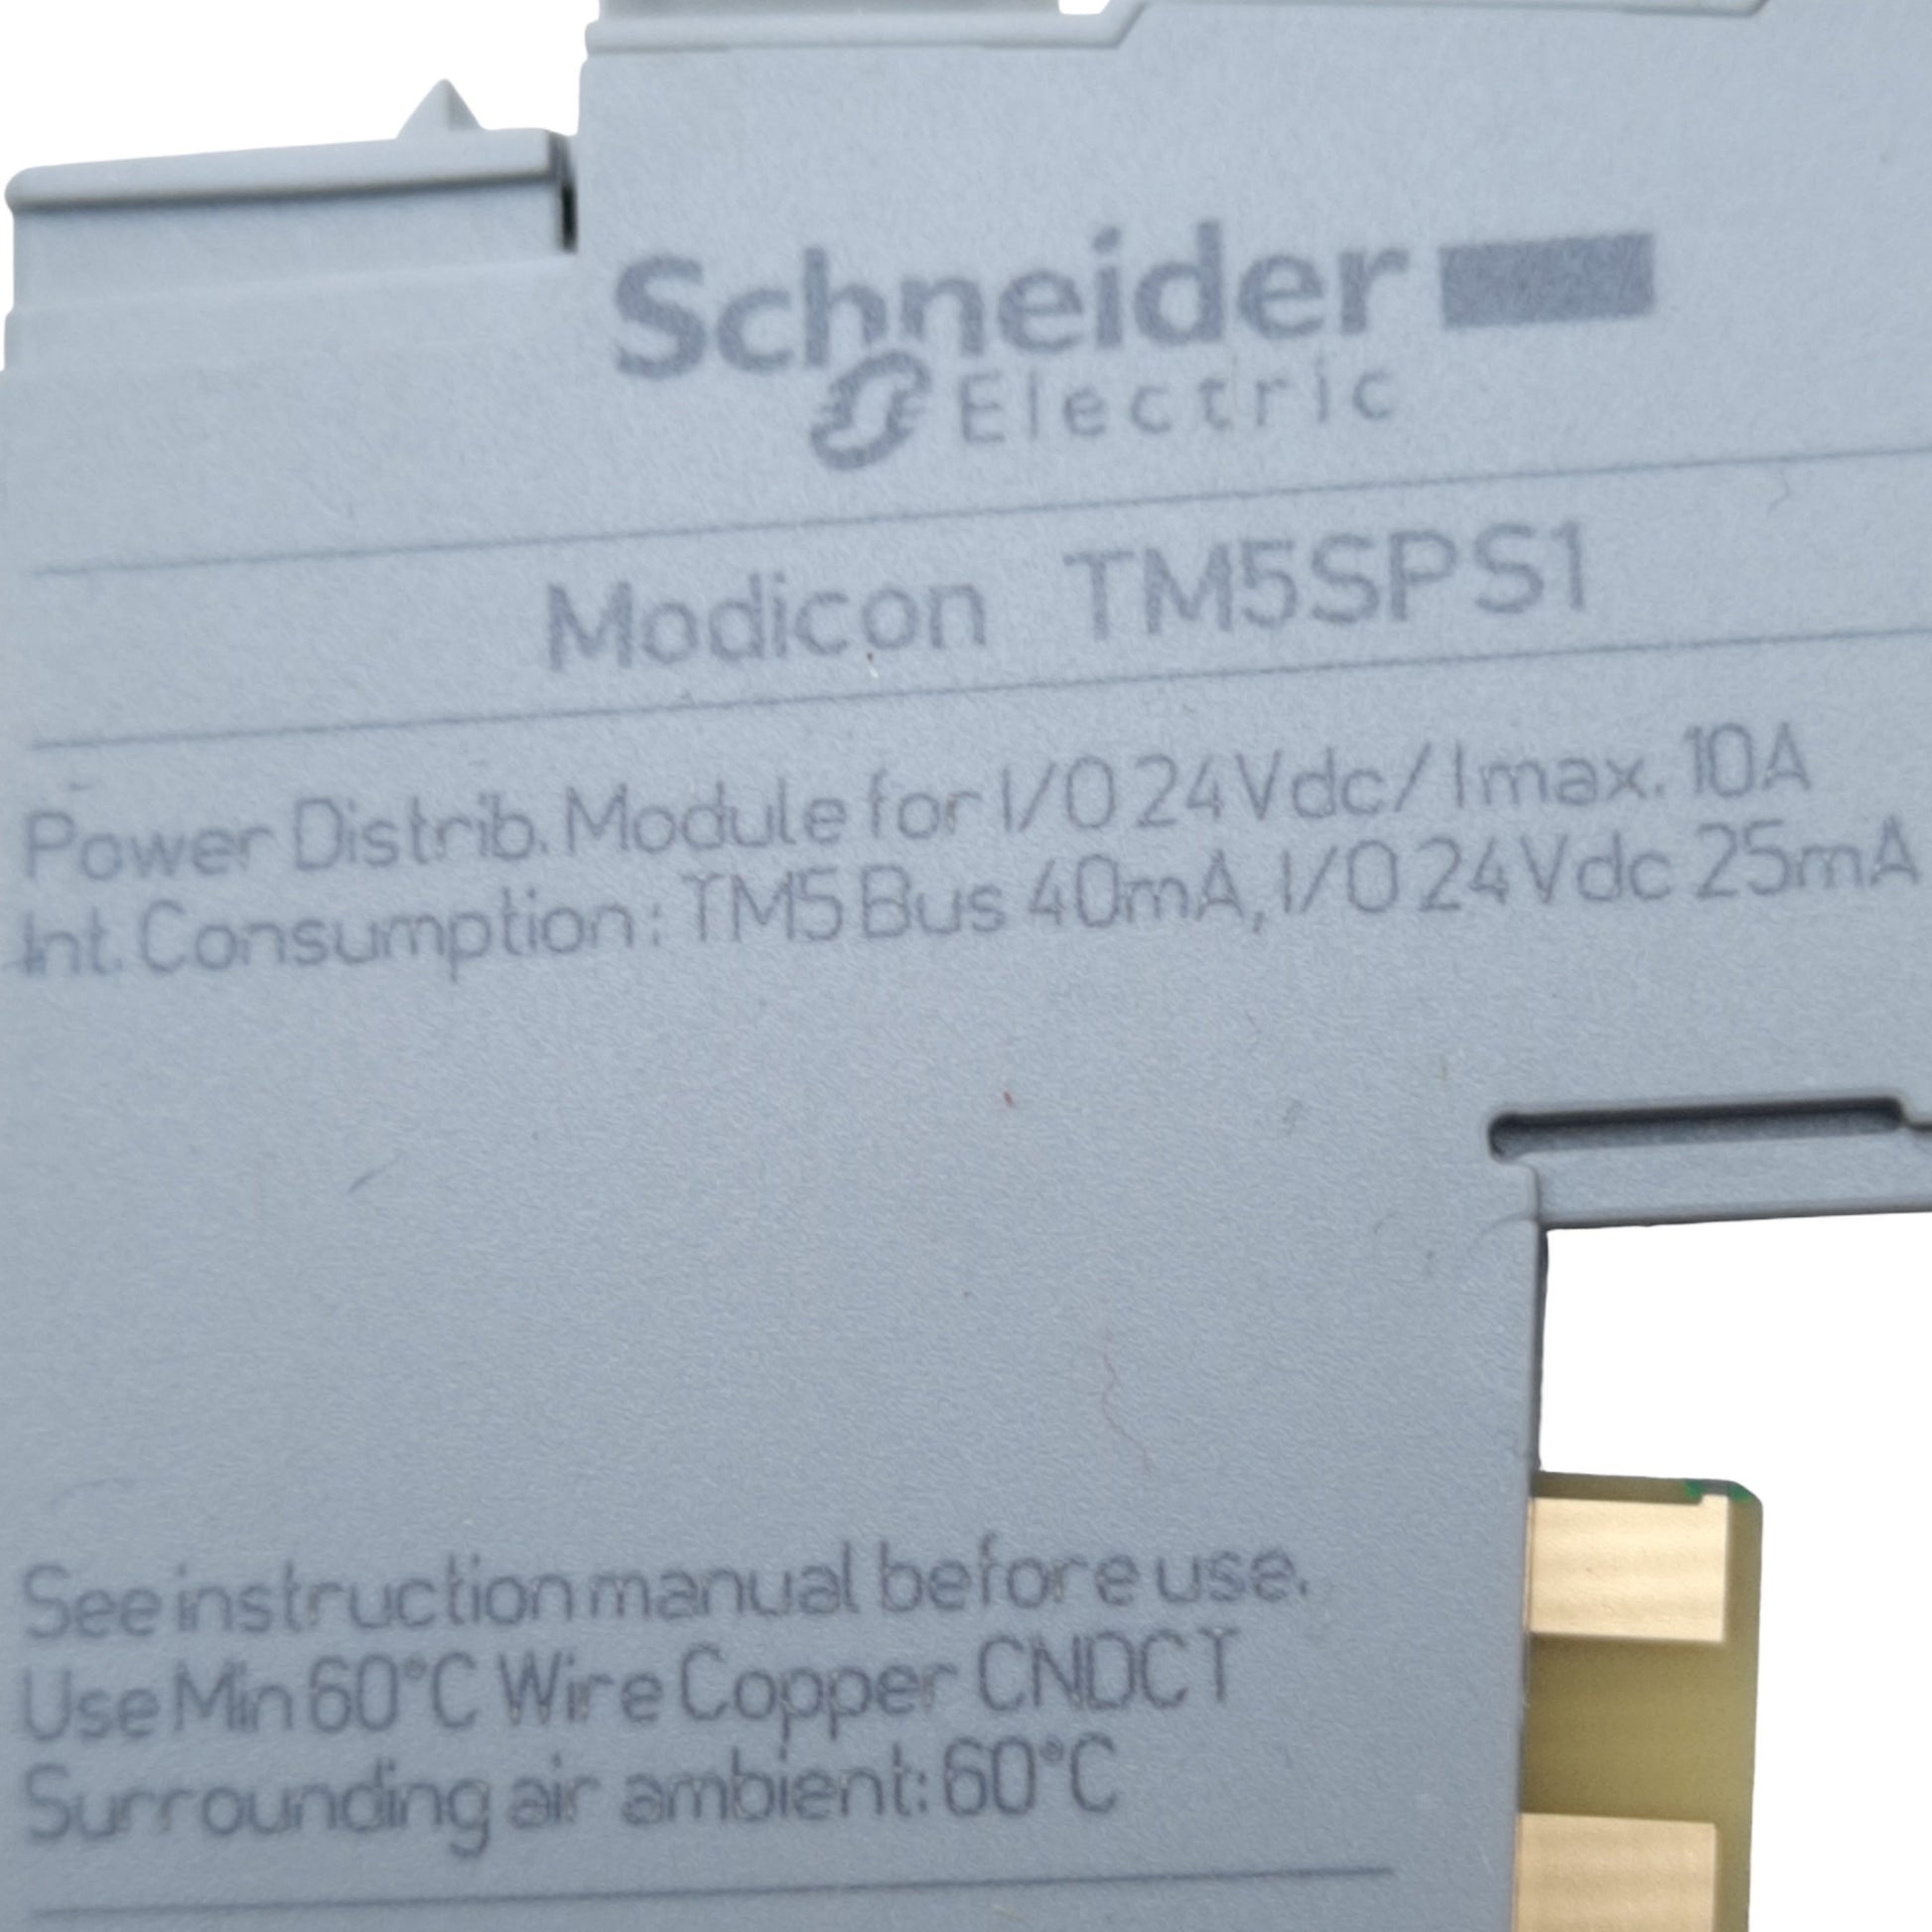 Schneider
Electric
Modicon TM5SPS1
Power Distrib. Module for I/O 24Vdc/Imax. 10A
Int. Consumption: TM5 Bus 40mA, I/O 24Vdc 25mA
See instruction manual before use.
Use Min 60°C Wire Copper CNDCT
Surrounding air ambient: 60°C